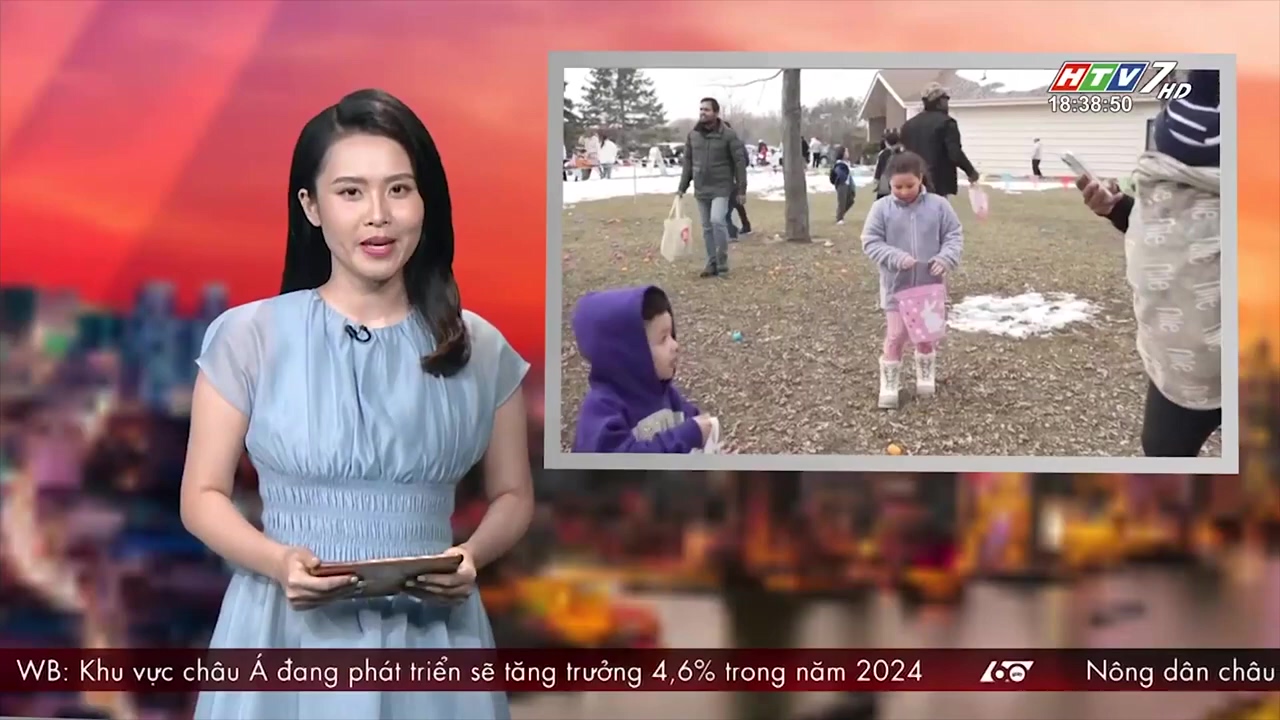 HTV7 HD
18:38:50
WB: Khu vực châu Á đang phát triển sẽ tăng trưởng 4,6% trong năm 2024 60 Nông dân châu